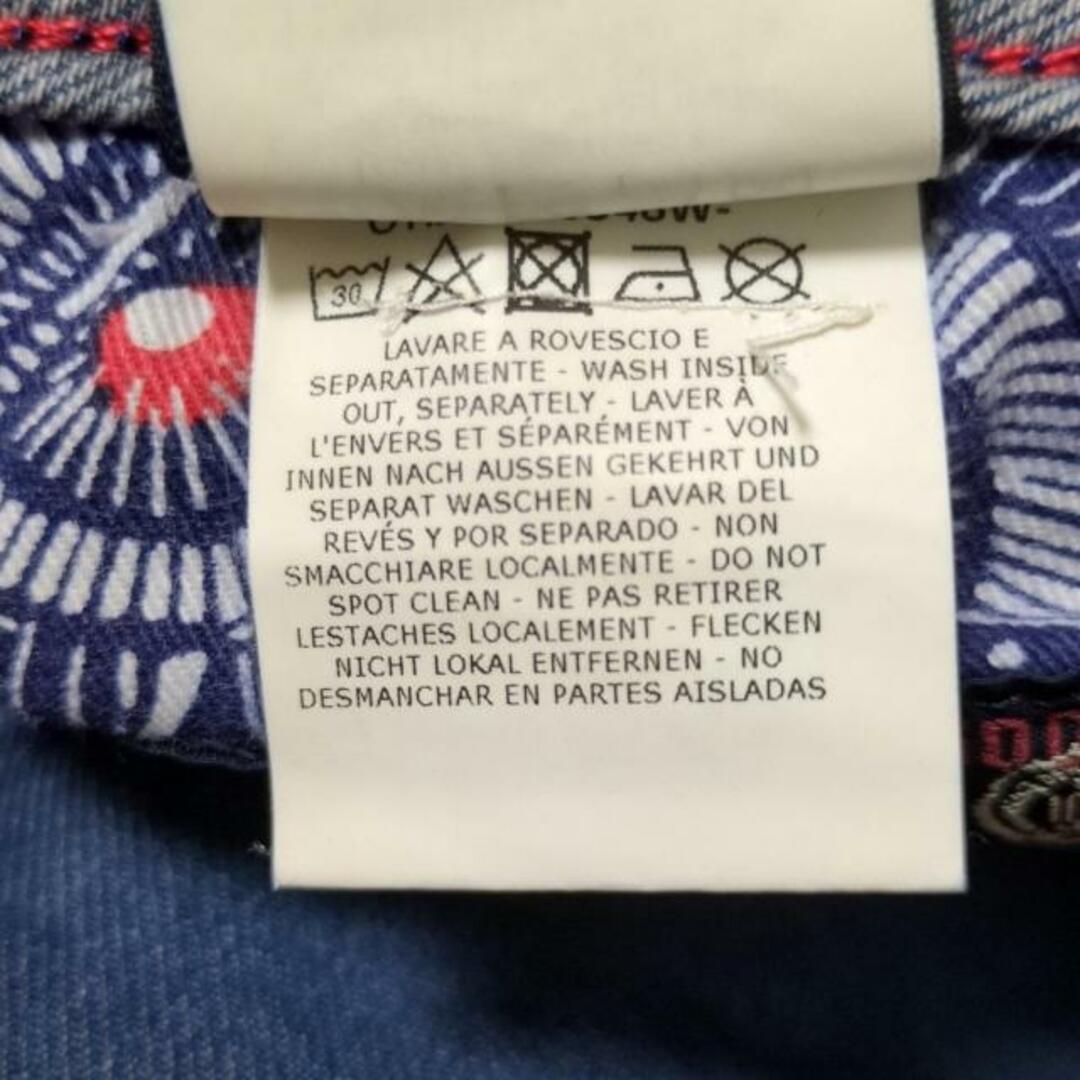 30
LAVARE A ROVESCIO E
SEPARATAMENTE - WASH INSIDE
OUT, SEPARATELY - LAVER À
L'ENVERS ET SÉPARÉMENT - VON
INNEN NACH AUSSEN GEKEHRT UND
SEPARAT WASCHEN - LAVAR DEL
REVÉS Y POR SEPARADO - NON
SMACCHIARE LOCALMENTE - DO NOT
SPOT CLEAN - NE PAS RETIRER
LESTACHES LOCALEMENT - FLECKEN
NICHT LOKAL ENTFERNEN - NO
DESMANCHAR EN PARTES AISLADAS